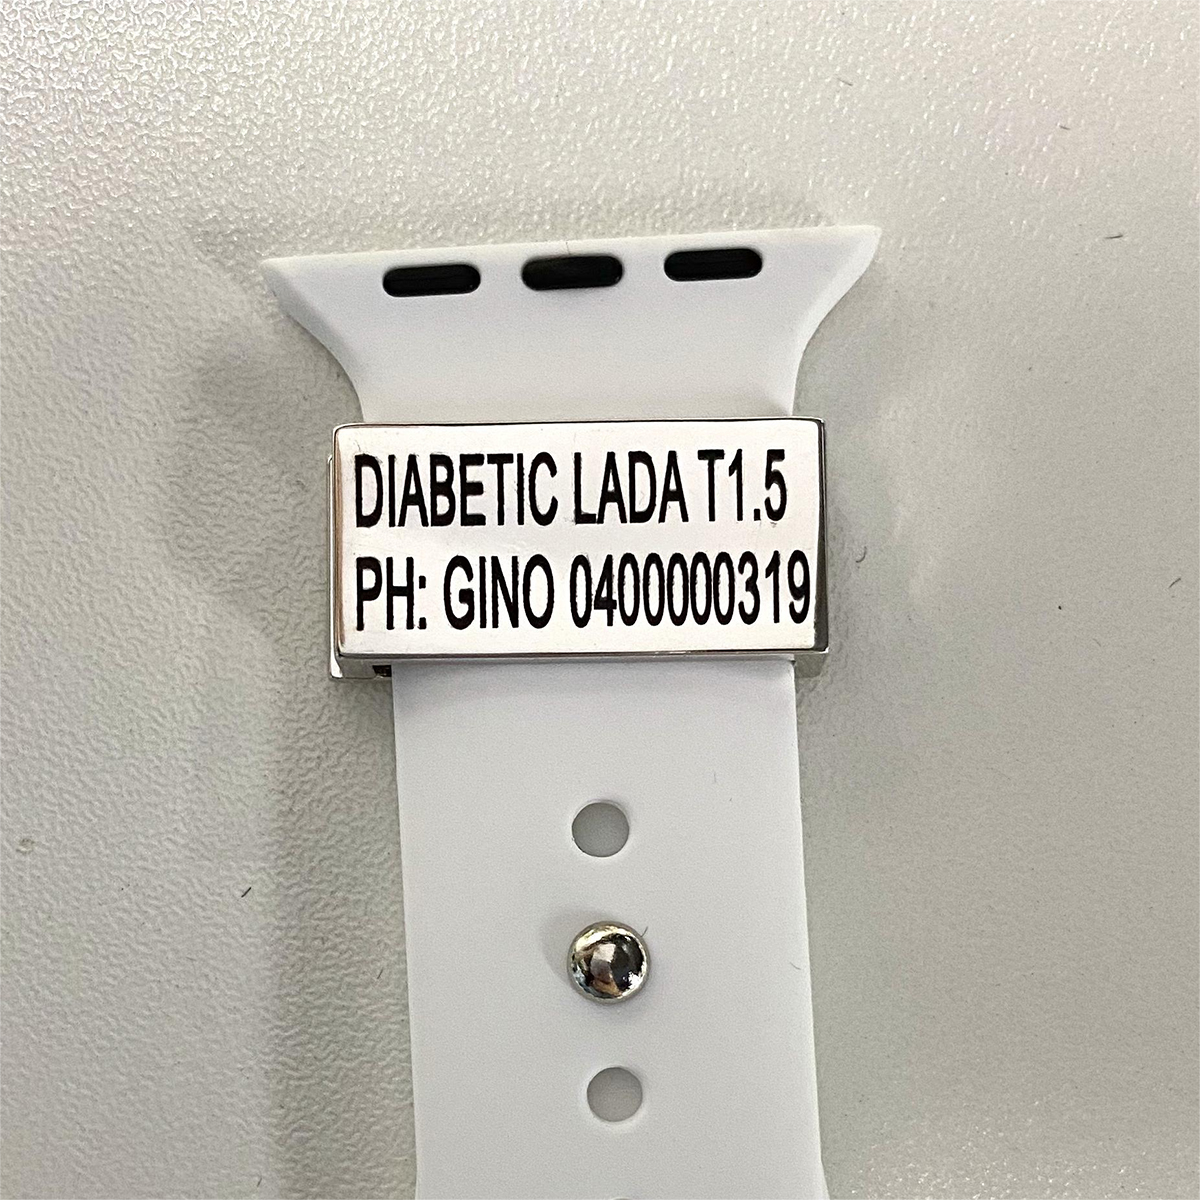 DIABETIC LADA T1.5
PH: GINO 0400000319